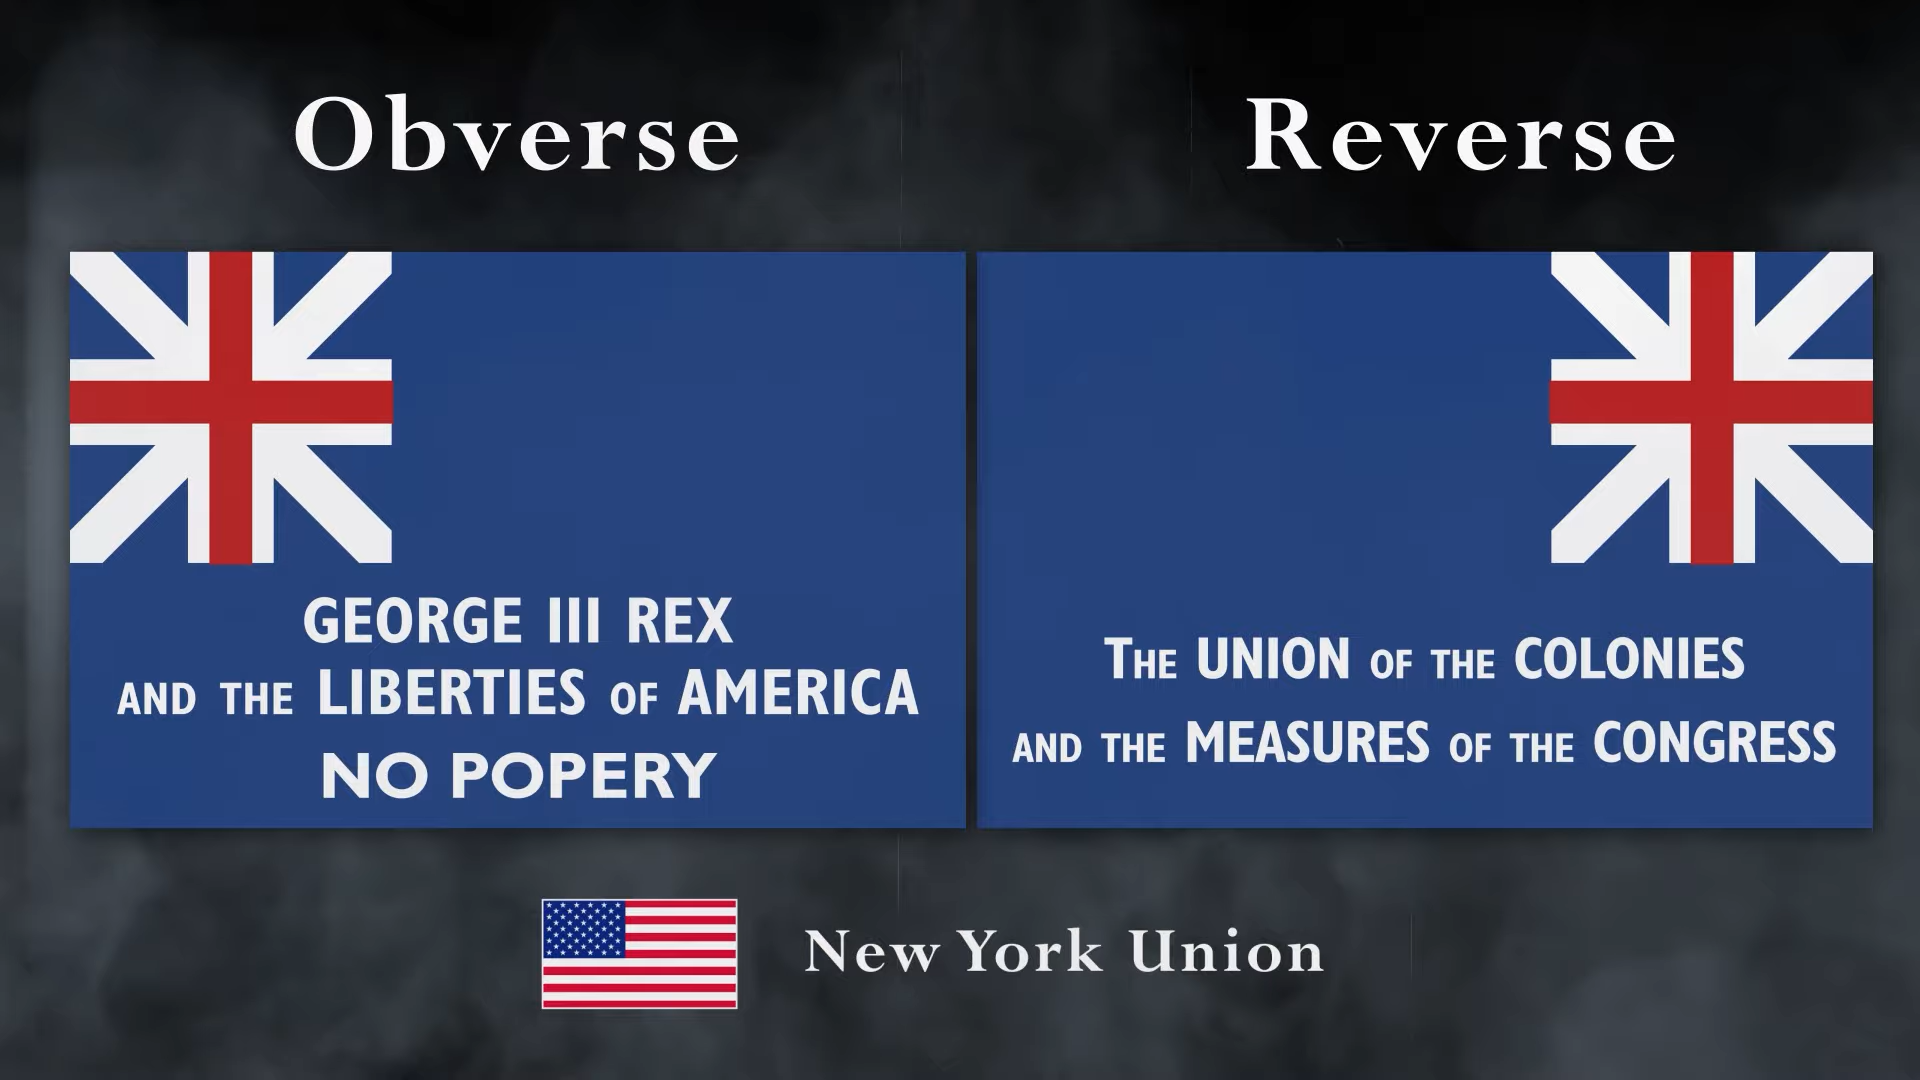 Obverse
Reverse
GEORGE III REX
AND THE LIBERTIES OF AMERICA
NO POPERY
THE UNION OF THE COLONIES
AND THE MEASURES OF THE CONGRESS
New York Union